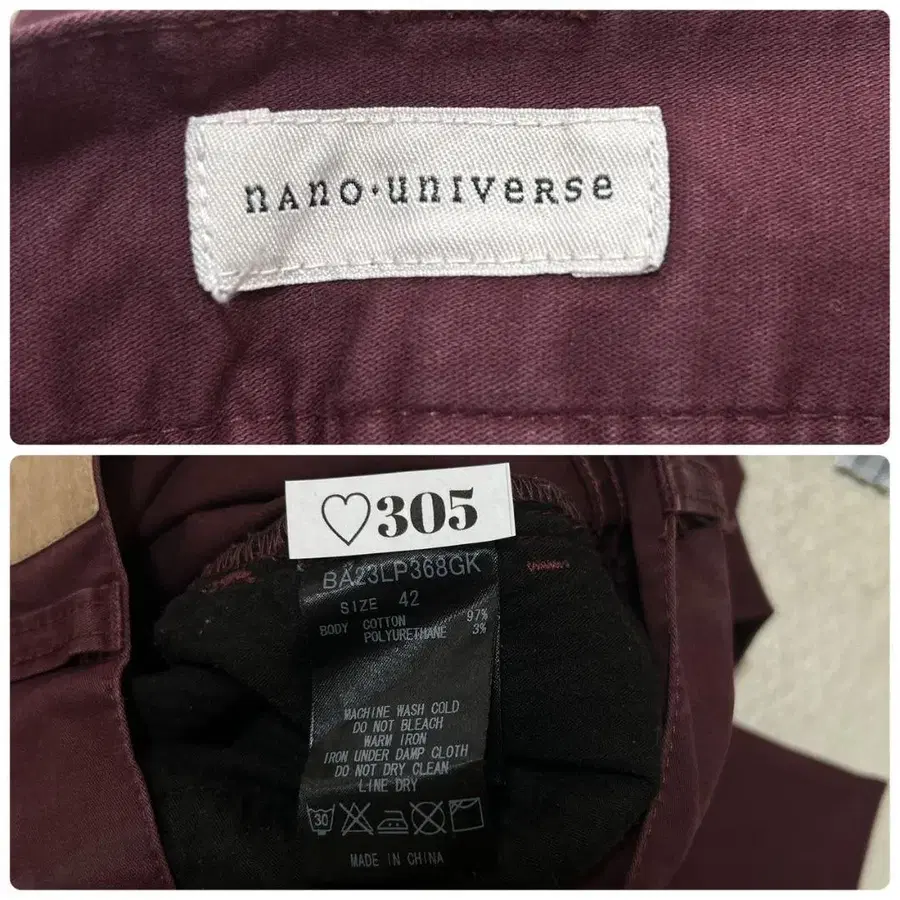 nAno·universe
♡305
BA23LP368GK
SIZE 42
BODY COTTON 97%
POLYURETHANE 3%
MACHINE WASH COLD
DO NOT BLEACH
WARM IRON
IRON UNDER DAMP CLOTH
DO NOT DRY CLEAN
LINE DRY
30
MADE IN CHINA